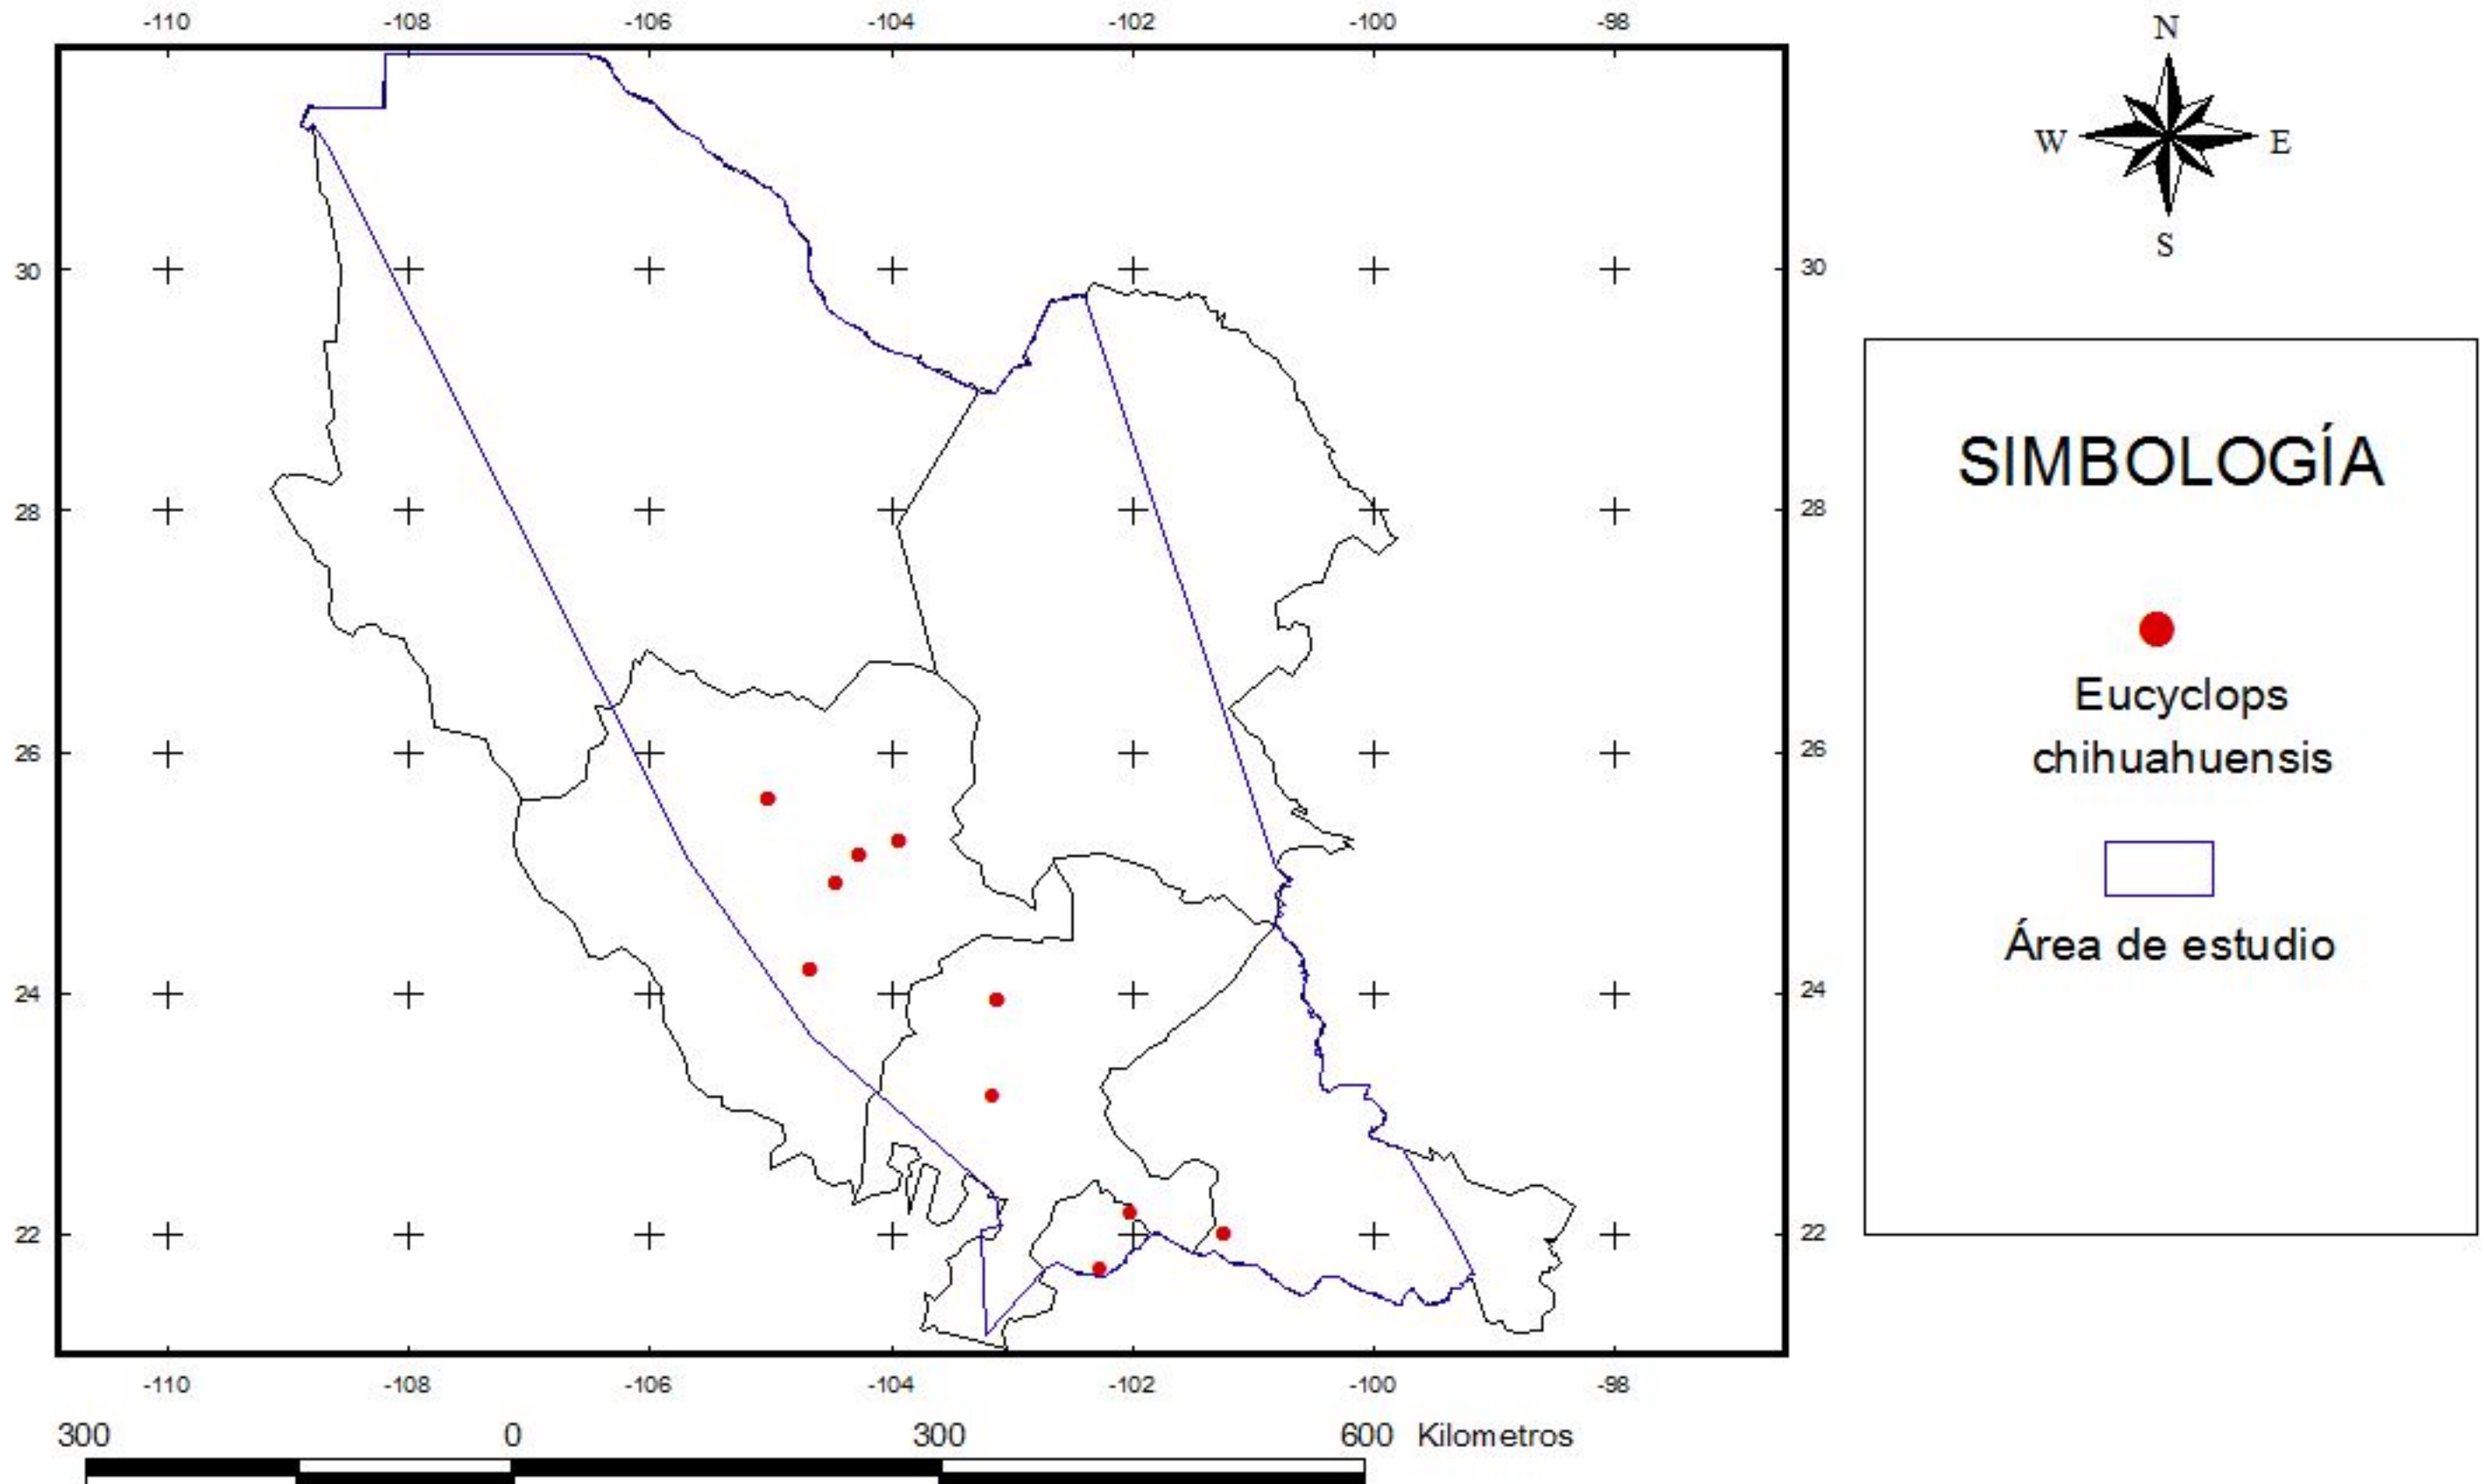 -110 -108 -106 -104 -102 -100 -98
N
W E
S
30 30
28 28
26 26
24 24
22 22
-110 -108 -106 -104 -102 -100 -98
300 0 300 600 Kilometros
SIMBOLOGÍA
Eucyclops
chihuahuensis
Área de estudio